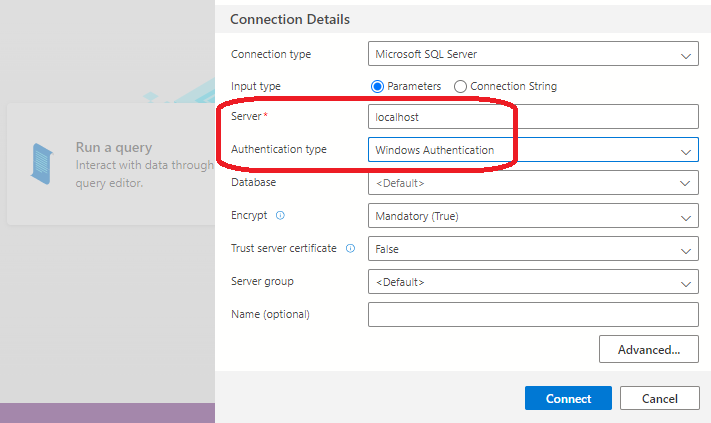 Connection Details
Connection type Microsoft SQL Server
Input type Parameters Connection String
Server* localhost
Authentication type Windows Authentication
Database <Default>
Encrypt Mandatory (True)
Trust server certificate False
Server group <Default>
Name (optional)
Advanced...
Connect Cancel
Run a query
Interact with data through
query editor.